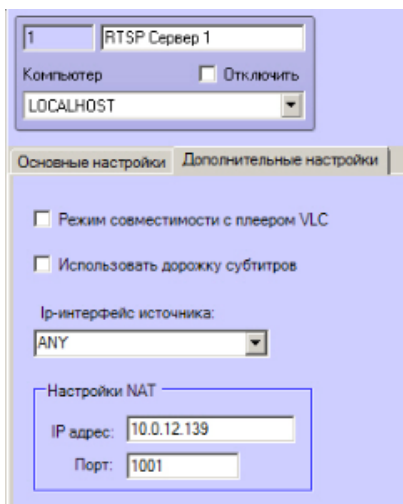 1 RTSP Сервер 1
Компьютер Отключить
LOCALHOST
Основные настройки Дополнительные настройки
Режим совместимости с плеером VLC
Использовать дорожку субтитров
Ip-интерфейс источника:
ANY
Настройки NAT
IP адрес: 10.0.12.139
Порт: 1001